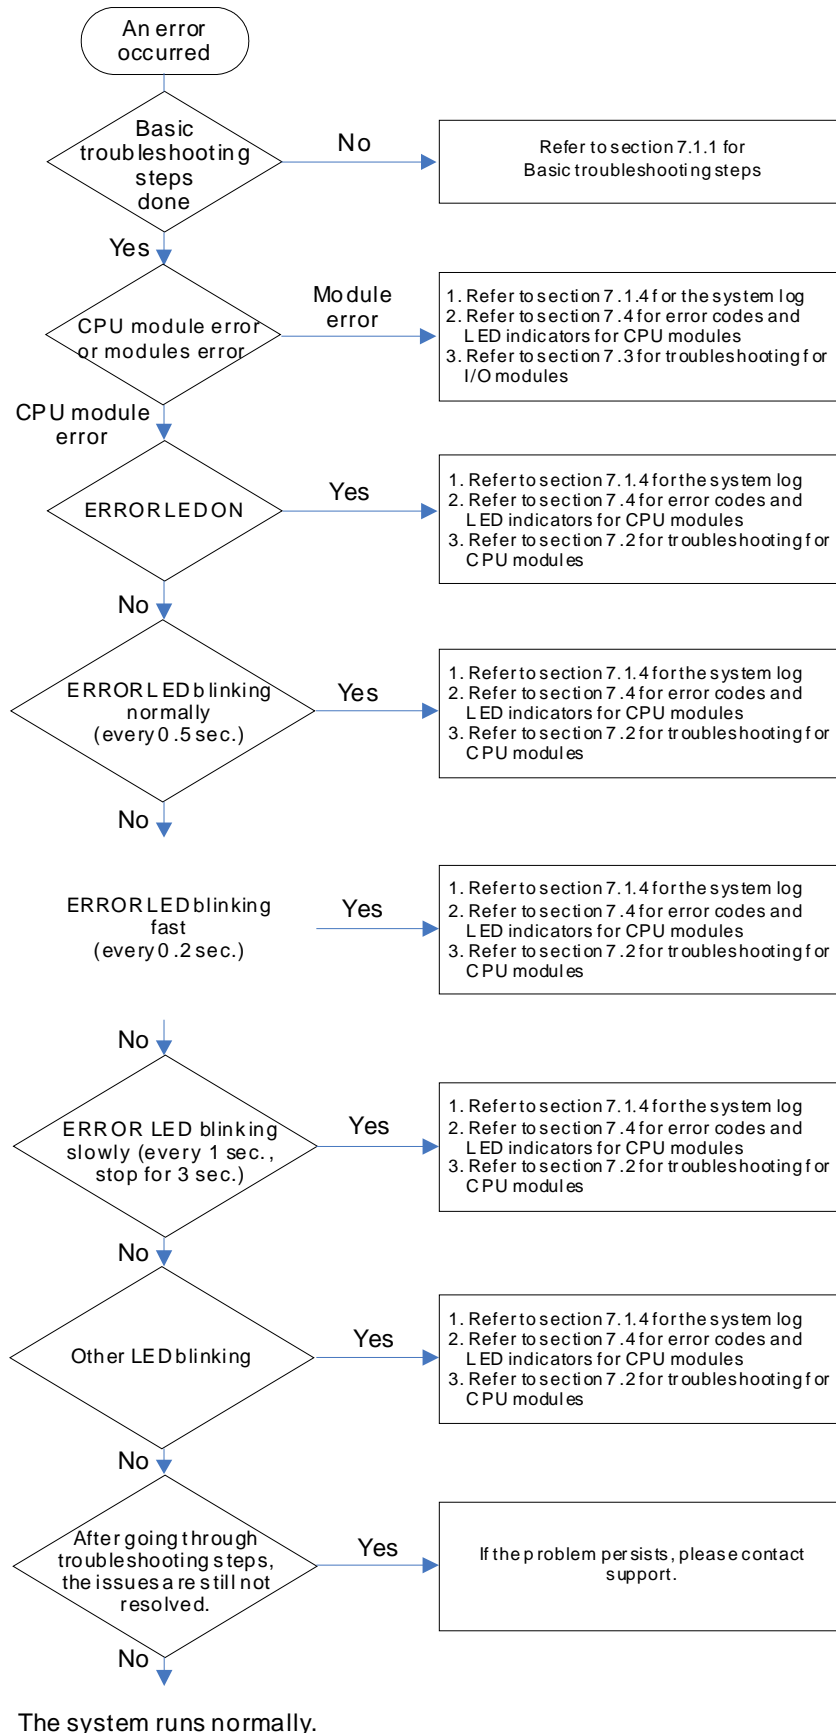 An error
occurred
Basic
troubleshooting
steps
done
No
Refer to section 7.1.1 for
Basic troubleshooting steps
Yes
CPU module error
or modules error
Module
error
1. Refer to section 7.1.4 for the system log
2. Refer to section 7.4 for error codes and
LED indicators for CPU modules
3. Refer to section 7.3 for troubleshooting for
I/O modules
CPU module
error
ERROR LED ON
Yes
1. Refer to section 7.1.4 for the system log
2. Refer to section 7.4 for error codes and
LED indicators for CPU modules
3. Refer to section 7.2 for troubleshooting for
CPU modules
No
ERROR LED blinking
normally
(every 0.5 sec.)
Yes
1. Refer to section 7.1.4 for the system log
2. Refer to section 7.4 for error codes and
LED indicators for CPU modules
3. Refer to section 7.2 for troubleshooting for
CPU modules
No
ERROR LED blinking
fast
(every 0.2 sec.)
Yes
1. Refer to section 7.1.4 for the system log
2. Refer to section 7.4 for error codes and
LED indicators for CPU modules
3. Refer to section 7.2 for troubleshooting for
CPU modules
No
ERROR LED blinking
slowly (every 1 sec.,
stop for 3 sec.)
Yes
1. Refer to section 7.1.4 for the system log
2. Refer to section 7.4 for error codes and
LED indicators for CPU modules
3. Refer to section 7.2 for troubleshooting for
CPU modules
No
Other LED blinking
Yes
1. Refer to section 7.1.4 for the system log
2. Refer to section 7.4 for error codes and
LED indicators for CPU modules
3. Refer to section 7.2 for troubleshooting for
CPU modules
No
After going through
troubleshooting steps,
the issues are still not
resolved.
Yes
If the problem persists, please contact
support.
No
The system runs normally.